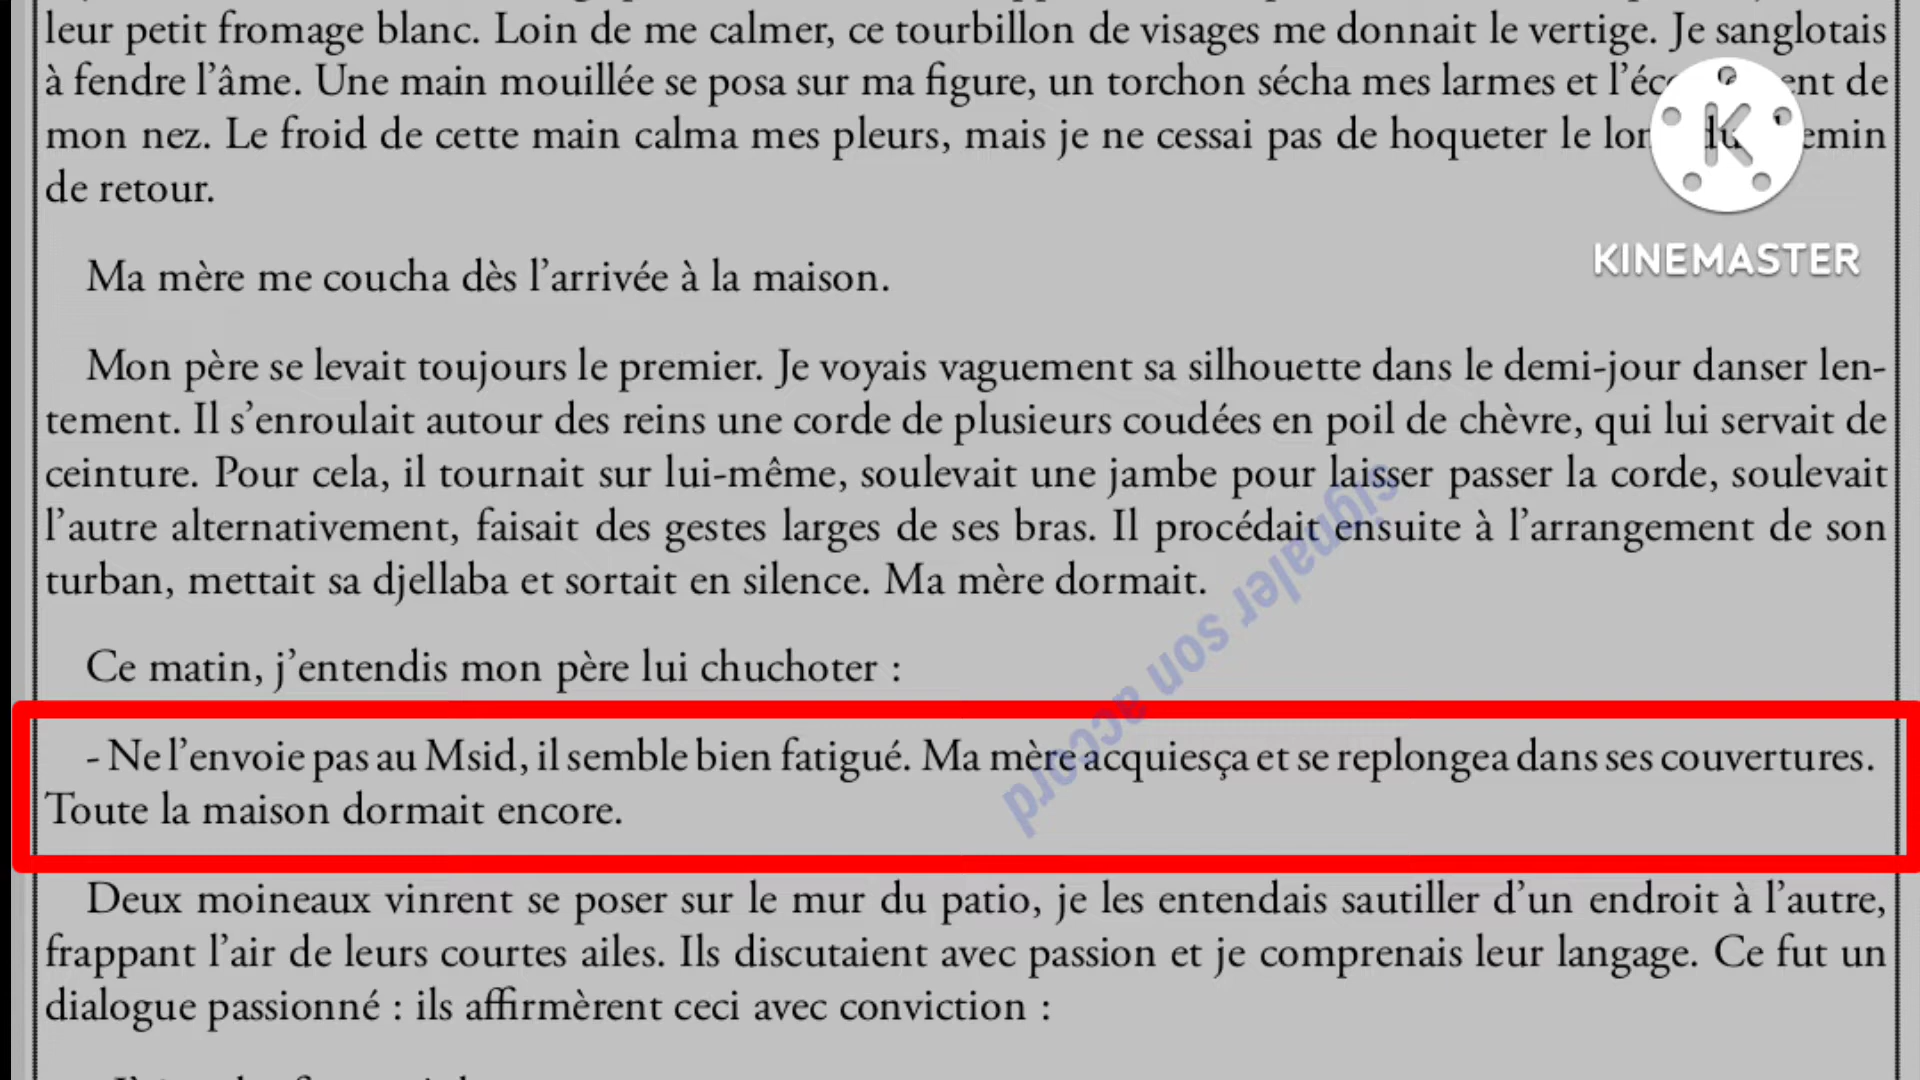 leur petit fromage blanc. Loin de me calmer, ce tourbillon de visages me donnait le vertige. Je sanglotais
à fendre l’âme. Une main mouillée se posa sur ma figure, un torchon sécha mes larmes et de
mon nez. Le froid de cette main calma mes pleurs, mais je ne cessai pas de hoqueter le
de retour.
KINEMASTER
Ma mère me coucha dès l’arrivée à la maison.
Mon père se levait toujours le premier. Je voyais vaguement sa silhouette dans le demi-jour danser len-
tement. Il s’enroulait autour des reins une corde de plusieurs coudées en poil de chèvre, qui lui servait de
ceinture. Pour cela, il tournait sur lui-même, soulevait une jambe pour laisser passer la corde, soulevait
l’autre alternativement, faisait des gestes larges de ses bras. Il procédait ensuite à l’arrangement de son
turban, mettait sa djellaba et sortait en silence. Ma mère dormait.
Ce matin, j’entendis mon père lui chuchoter :
signaler son accord
- Ne l’envoie pas au Msid, il semble bien fatigué. Ma mère acquiesça et se replongea dans ses couvertures.
Toute la maison dormait encore.
Deux moineaux vinrent se poser sur le mur du patio, je les entendais sautiller d’un endroit à l’autre,
frappant l’air de leurs courtes ailes. Ils discutaient avec passion et je comprenais leur langage. Ce fut un
dialogue passionné : ils affirmèrent ceci avec conviction :